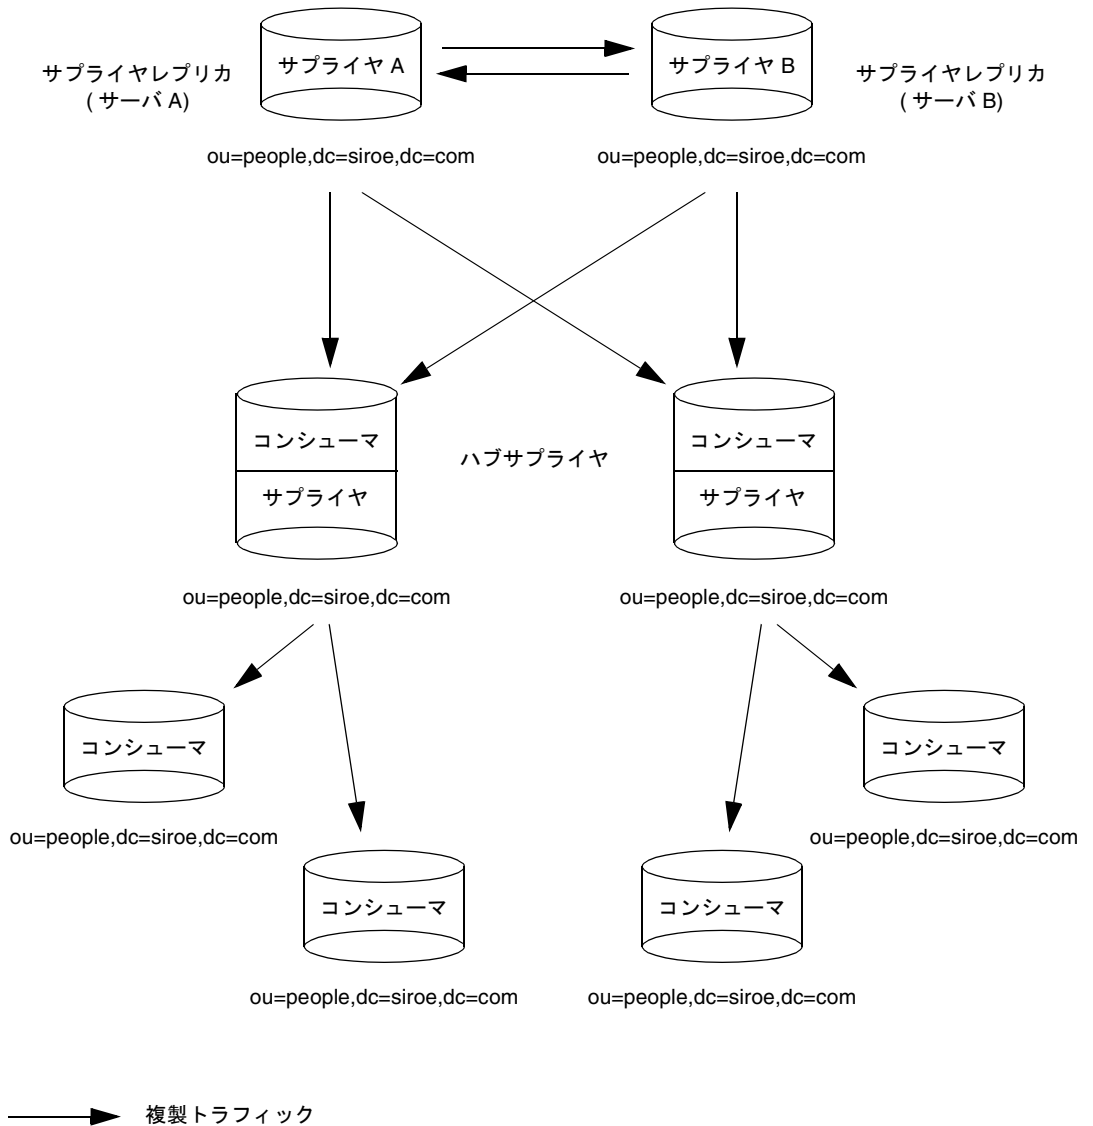 サプライヤレプリカ
( サーバ A)
サプライヤ A
サプライヤ B
サプライヤレプリカ
( サーバ B)
ou=people,dc=siroe,dc=com
ou=people,dc=siroe,dc=com
コンシューマ
サプライヤ
ハブサプライヤ
コンシューマ
サプライヤ
ou=people,dc=siroe,dc=com
ou=people,dc=siroe,dc=com
コンシューマ
コンシューマ
ou=people,dc=siroe,dc=com
ou=people,dc=siroe,dc=com
コンシューマ
コンシューマ
ou=people,dc=siroe,dc=com
ou=people,dc=siroe,dc=com
複製トラフィック